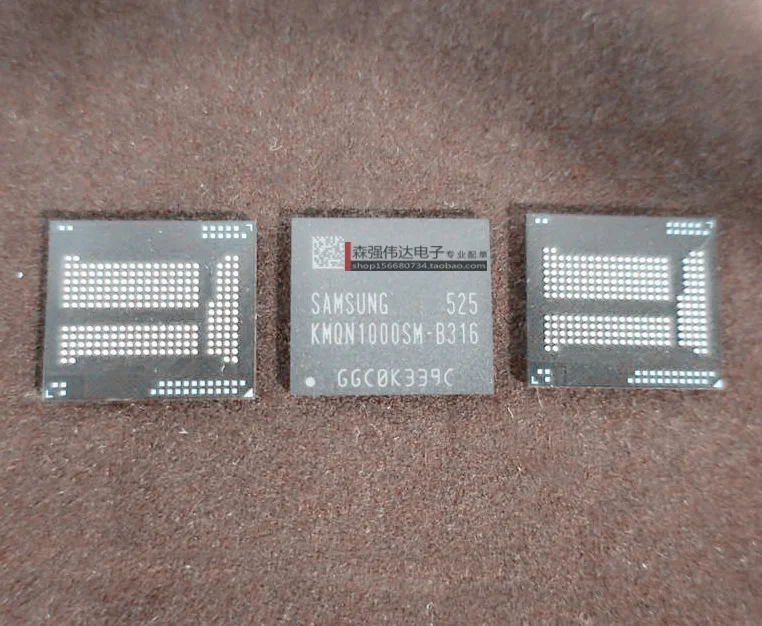 森强伟达电子 专业配单
shop156680734.taobao.com
SAMSUNG 525
KMQN1000SM-B316
GGC0K339C